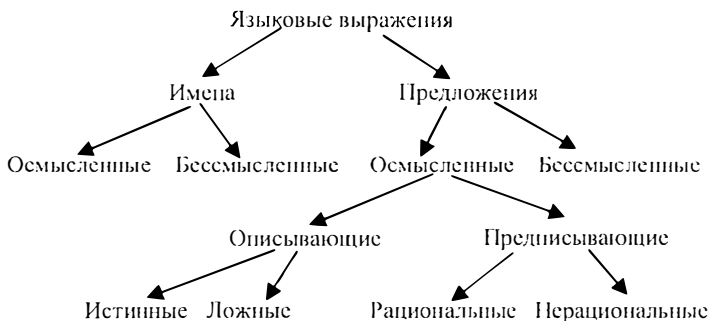 Языковые выражения
Имена Предложения
Осмысленные Бессмысленные Осмысленные Бессмысленные
Описывающие Предписывающие
Истинные Ложные Рациональные Нерациональные